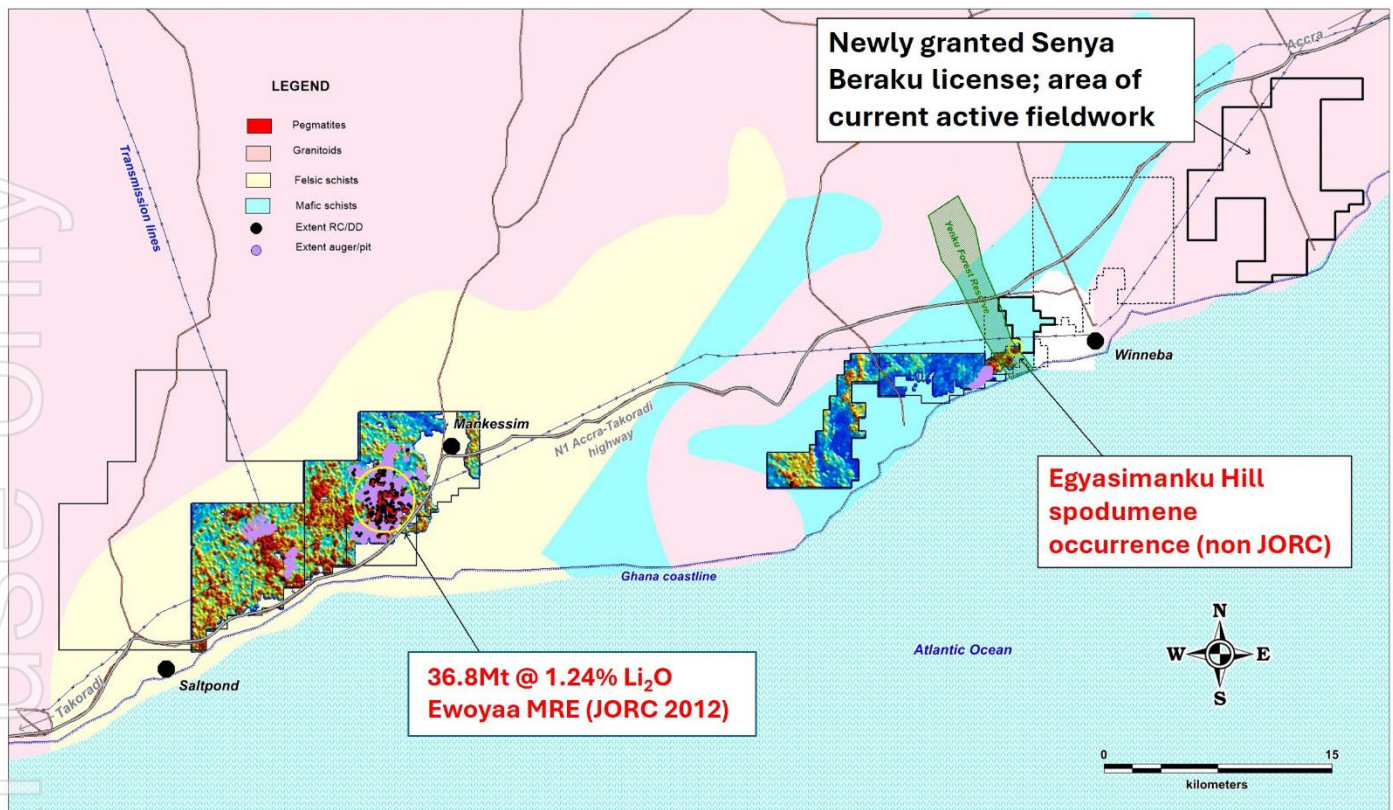 Newly granted Senya
Beraku license; area of
current active fieldwork
Accra
LEGEND
Pegmatites
Granitoids
Felsic schists
Mafic schists
Extent RC/DD
Extent auger/pit
Transmission lines
Yenku Forest Reserve
Winneba
Mankessim
N1 Accra-Takoradi
highway
Egyasimanku Hill
spodumene
occurrence (non JORC)
Ghana coastline
Atlantic Ocean
36.8Mt @ 1.24% Li₂O
Ewoyaa MRE (JORC 2012)
Saltpond
Takoradi
N
W
E
S
0
15
kilometers